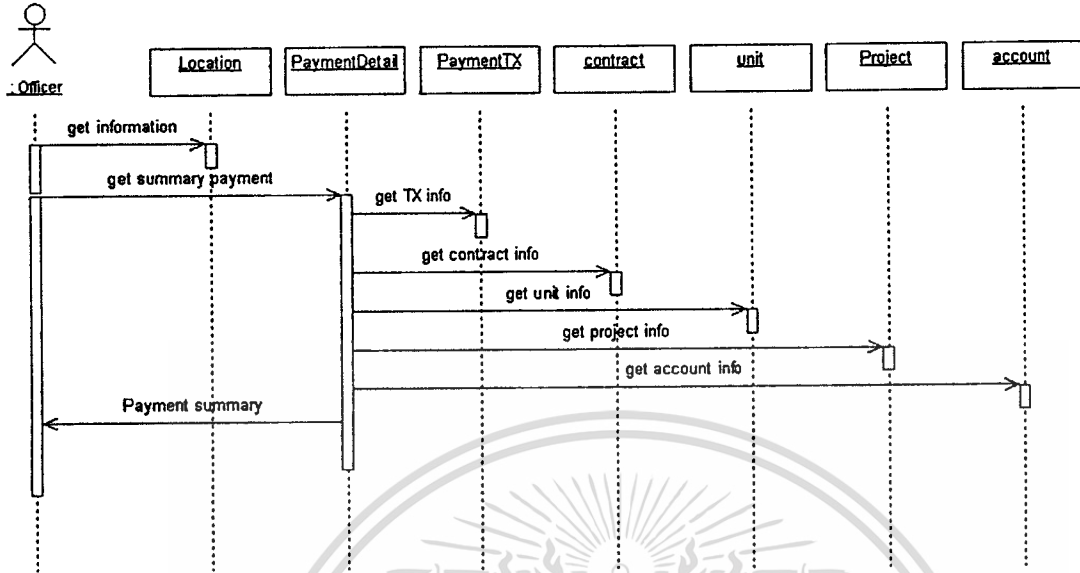 : Officer
Location
PaymentDetail
PaymentTX
contract
unit
Project
account
get information
get summary payment
get TX info
get contract info
get unit info
get project info
get account info
Payment summary